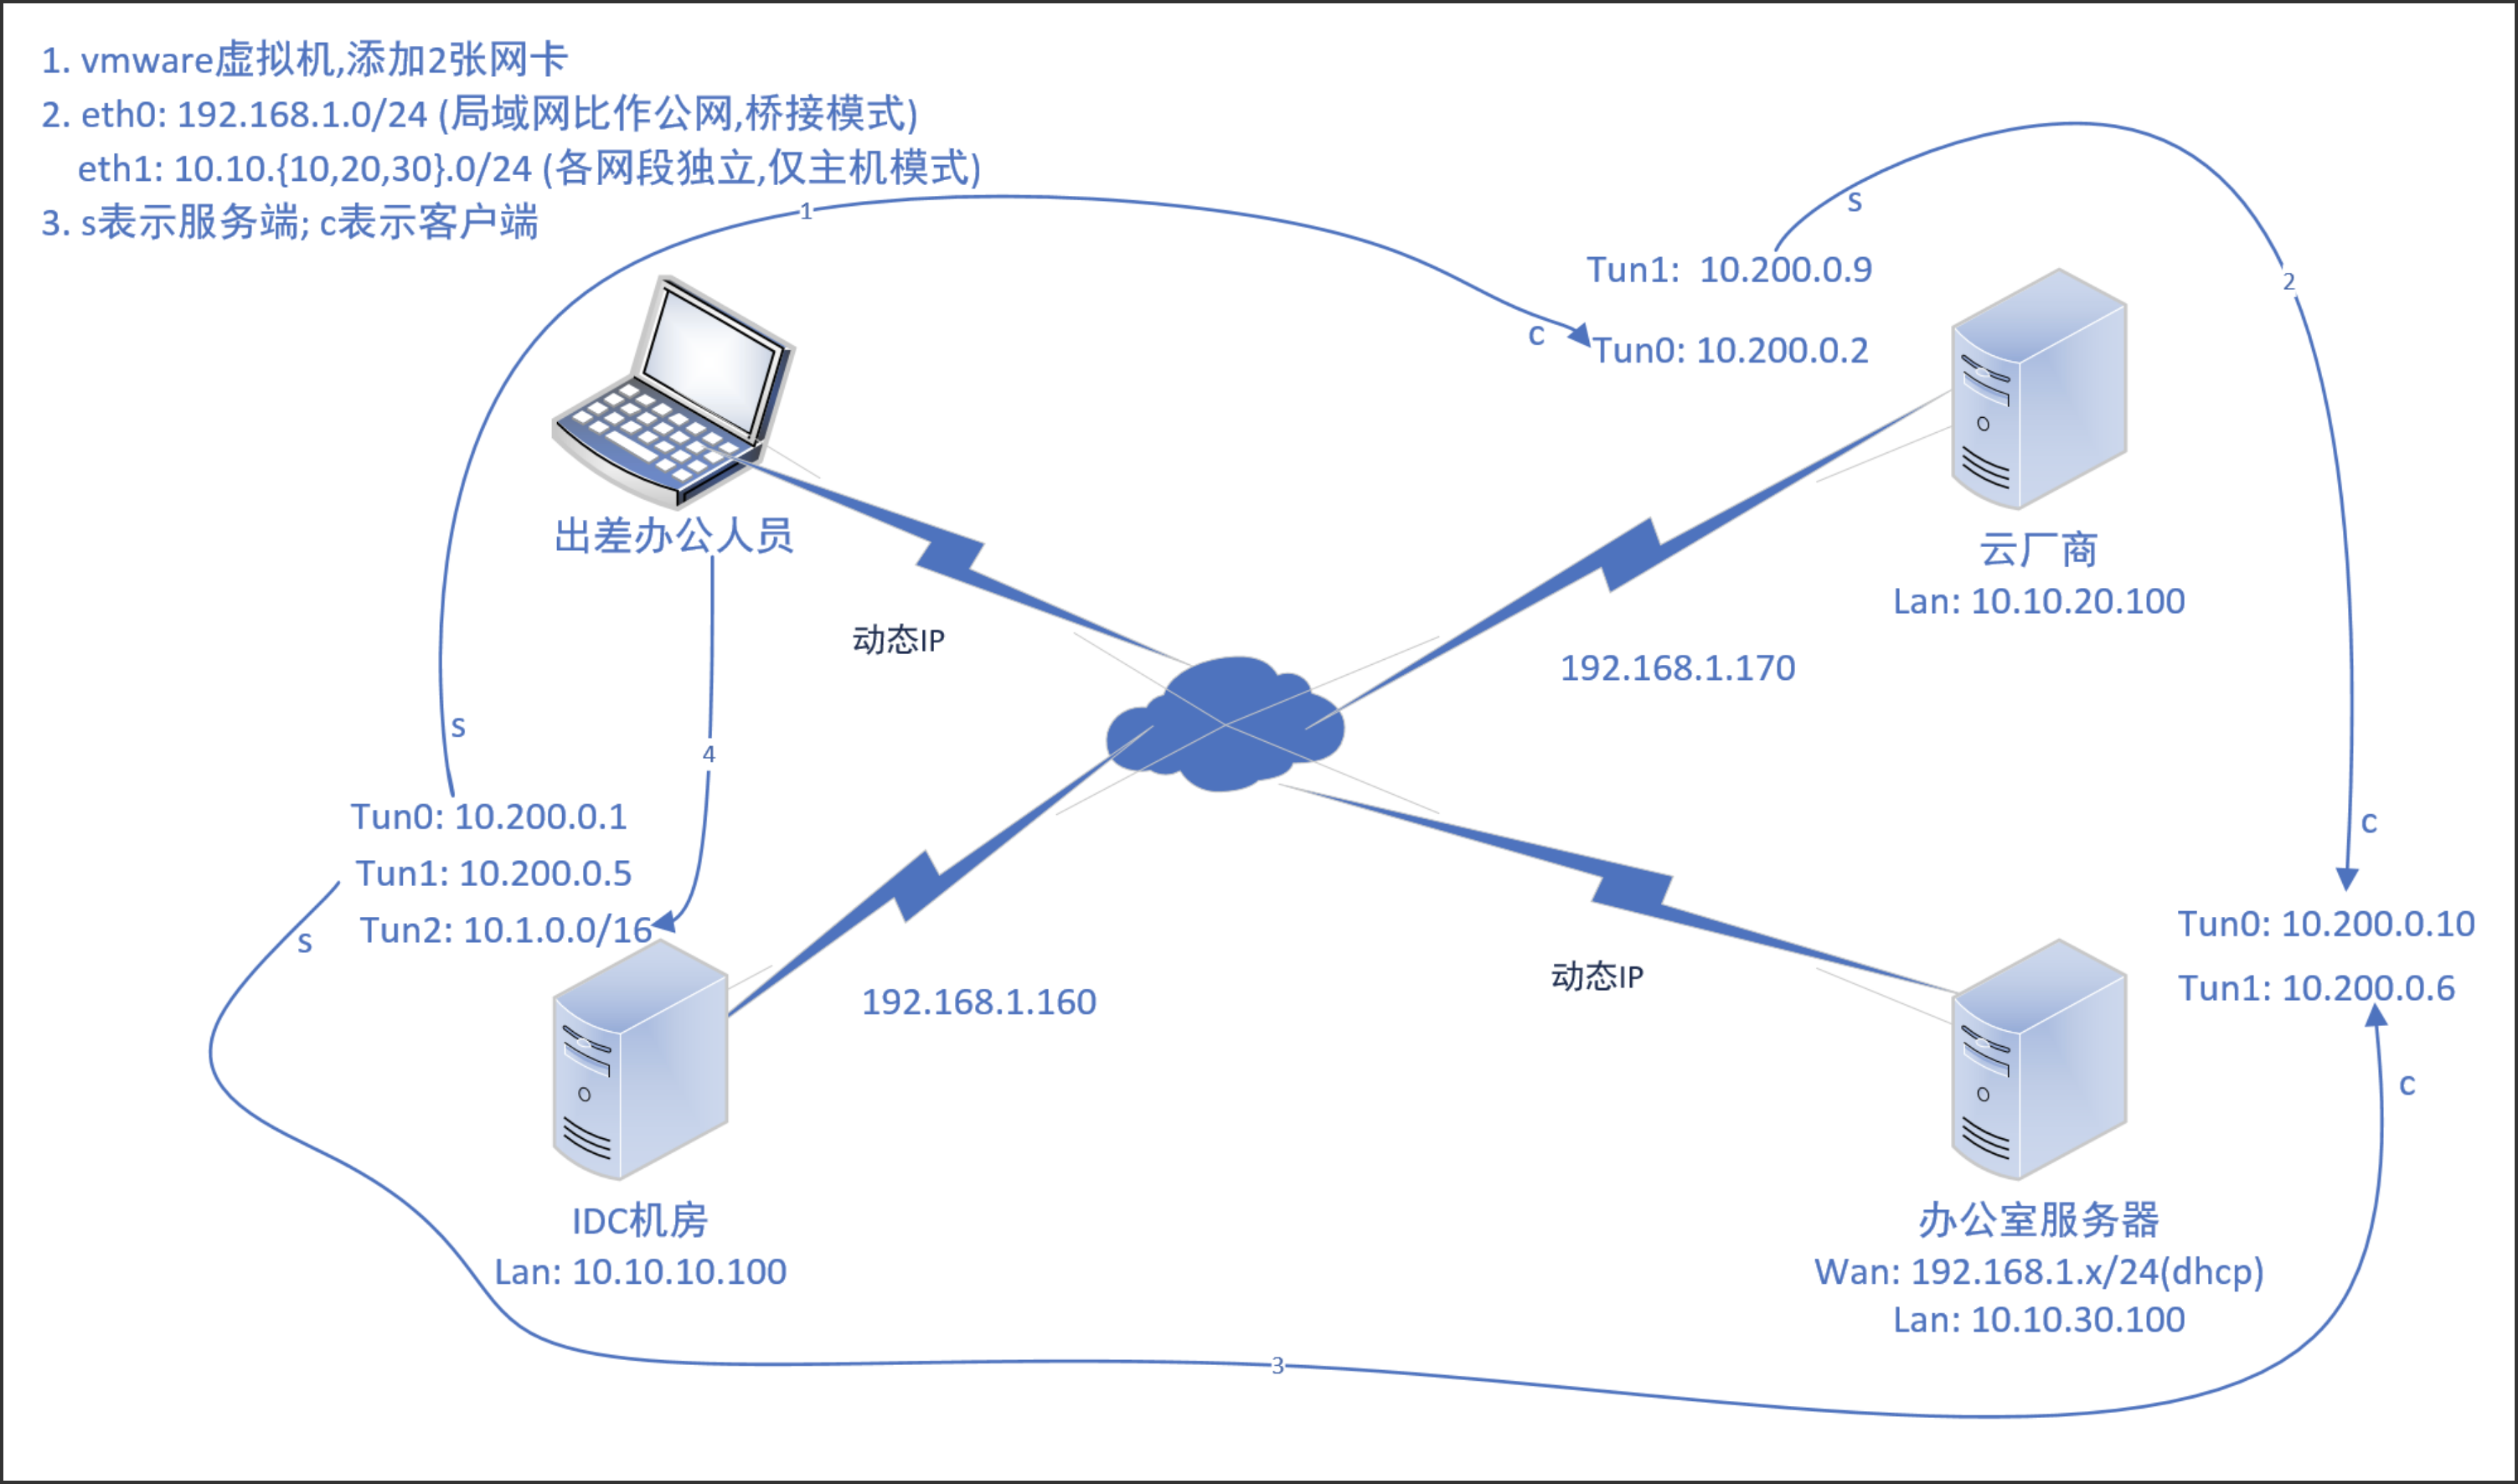 1. vmware虚拟机,添加2张网卡
2. eth0: 192.168.1.0/24 (局域网比作公网,桥接模式)
eth1: 10.10.{10,20,30}.0/24 (各网段独立,仅主机模式)
3. s表示服务端; c表示客户端
1
s
2
Tun1: 10.200.0.9
c
Tun0: 10.200.0.2
出差办公人员
云厂商
Lan: 10.10.20.100
动态IP
192.168.1.170
s
4
Tun0: 10.200.0.1
Tun1: 10.200.0.5
Tun2: 10.1.0.0/16
s
c
Tun0: 10.200.0.10
Tun1: 10.200.0.6
动态IP
192.168.1.160
c
IDC机房
Lan: 10.10.10.100
办公室服务器
Wan: 192.168.1.x/24(dhcp)
Lan: 10.10.30.100
3